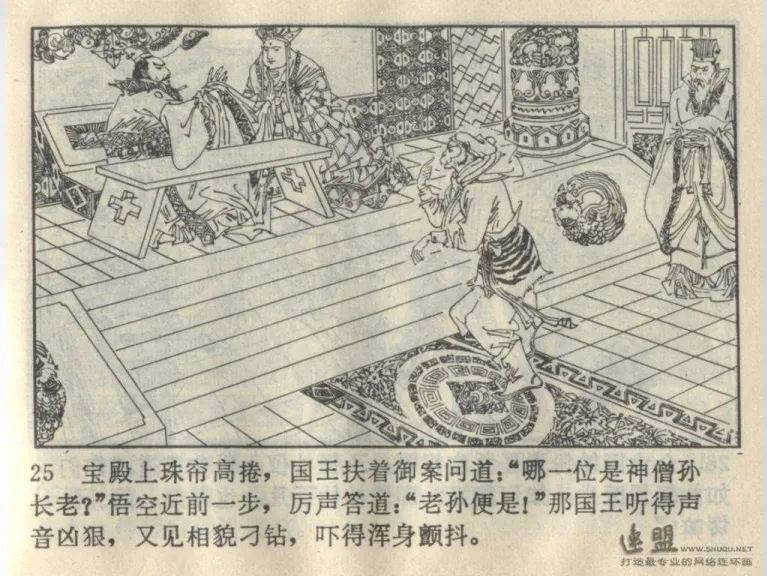 25 宝殿上珠帘高捲，国王扶着御案问道：“哪一位是神僧孙
长老？”悟空近前一步，厉声答道：“老孙便是！”那国王听得声
音凶狠，又见相貌刁钻，吓得浑身颤抖。
连盟 WWW.SHUQU.NET
打造最专业的网络连环画